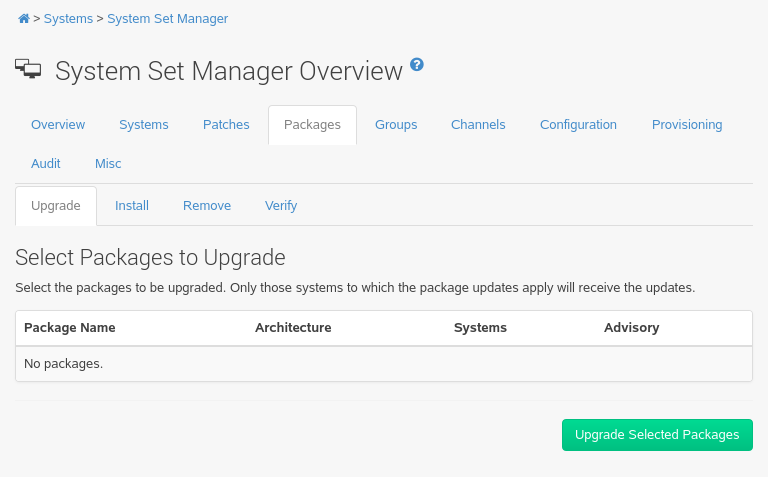 > Systems > System Set Manager
System Set Manager Overview ?
Overview Systems Patches Packages Groups Channels Configuration Provisioning
Audit Misc
Upgrade Install Remove Verify
Select Packages to Upgrade
Select the packages to be upgraded. Only those systems to which the package updates apply will receive the updates.
Package Name Architecture Systems Advisory
No packages.
Upgrade Selected Packages